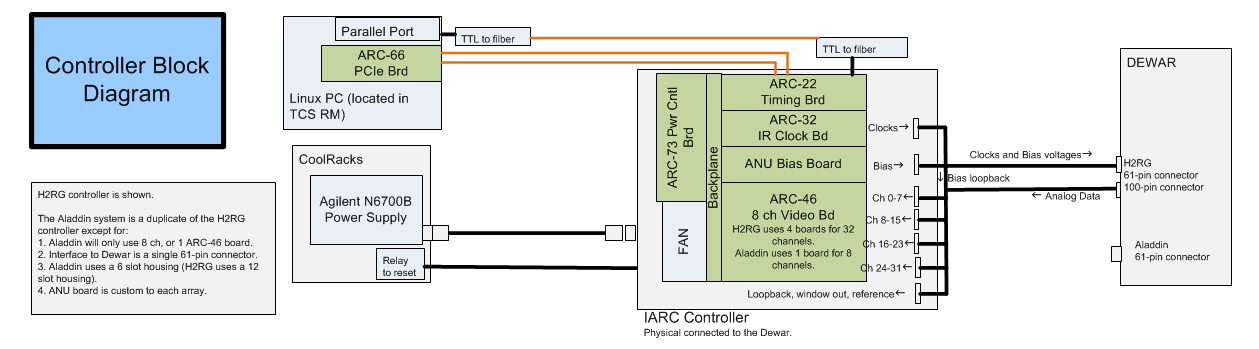 Controller Block
Diagram
H2RG controller is shown.
The Aladdin system is a duplicate of the H2RG
controller except for:
1. Aladdin will only use 8 ch, or 1 ARC-46 board.
2. Interface to Dewar is a single 61-pin connector.
3. Aladdin uses a 6 slot housing (H2RG uses a 12
slot housing).
4. ANU board is custom to each array.
Parallel Port
ARC-66
PCIe Brd
Linux PC (located in
TCS RM)
TTL to fiber
TTL to fiber
CoolRacks
Agilent N6700B
Power Supply
Relay
to reset
ARC-73 Pwr Cntl
Brd
Backplane
FAN
ARC-22
Timing Brd
ARC-32
IR Clock Bd
ANU Bias Board
ARC-46
8 ch Video Bd
H2RG uses 4 boards for 32
channels.
Aladdin uses 1 board for 8
channels.
Clocks→
Bias→
Ch 0-7←
Ch 8-15←
Ch 16-23←
Ch 24-31←
Loopback, window out, reference←
IARC Controller
Physical connected to the Dewar.
Clocks and Bias voltages→
↓ Bias loopback
← Analog Data
DEWAR
H2RG
61-pin connector
100-pin connector
Aladdin
61-pin connector